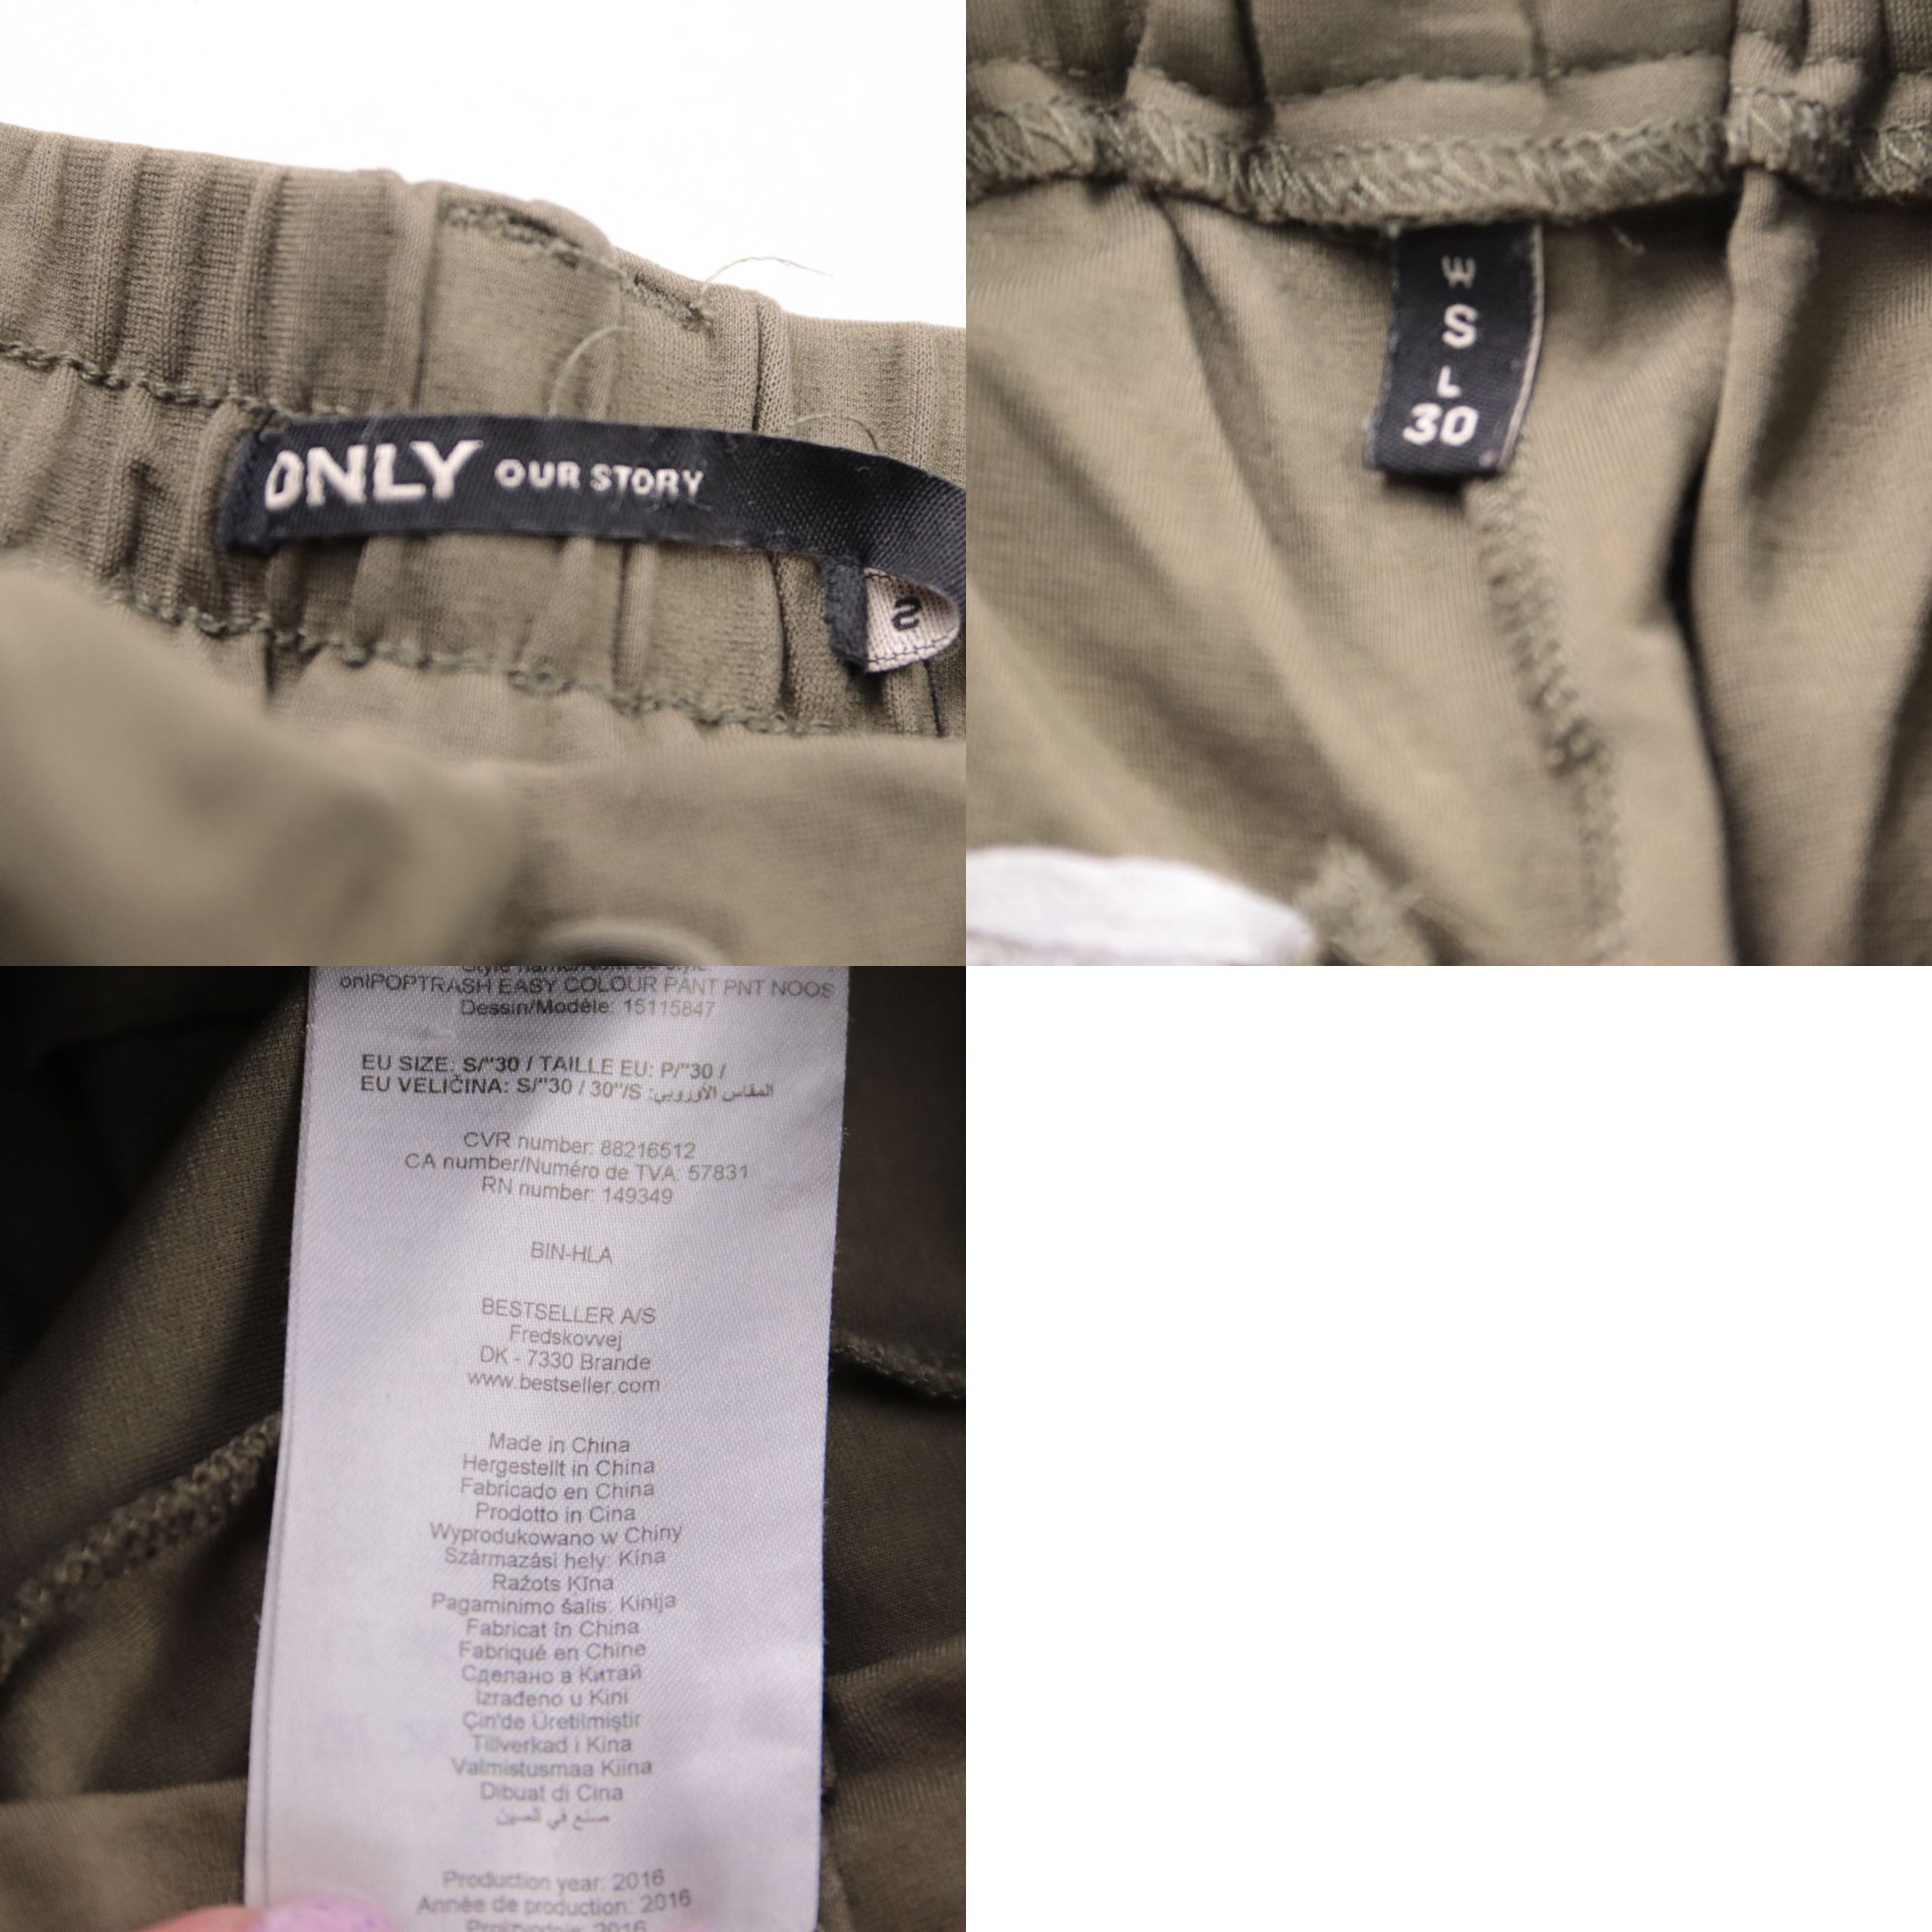 ONLY OUR STORY
S
W
S
L
30
onlPOPTRASH EASY COLOUR PANT PNT NOOS
Dessin/Modèle: 15115847
EU SIZE: S/"30 / TAILLE EU: P/"30 /
EU VELIČINA: S/"30 / 30"/S :المقاس الأوروبي
CVR number: 88216512
CA number/Numéro de TVA: 57831
RN number: 149349
BIN-HLA
BESTSELLER A/S
Fredskovvej
DK - 7330 Brande
www.bestseller.com
Made in China
Hergestellt in China
Fabricado en China
Prodotto in Cina
Wyprodukowano w Chiny
Származási hely: Kína
Ražots Ķīna
Pagaminimo šalis: Kinija
Fabricat în China
Fabriqué en Chine
Сделано в Китай
Izrađeno u Kini
Çin'de Üretilmiştir
Tillverkad i Kina
Valmistusmaa Kiina
Dibuat di Cina
صنع في الصين
Production year: 2016
Année de production: 2016